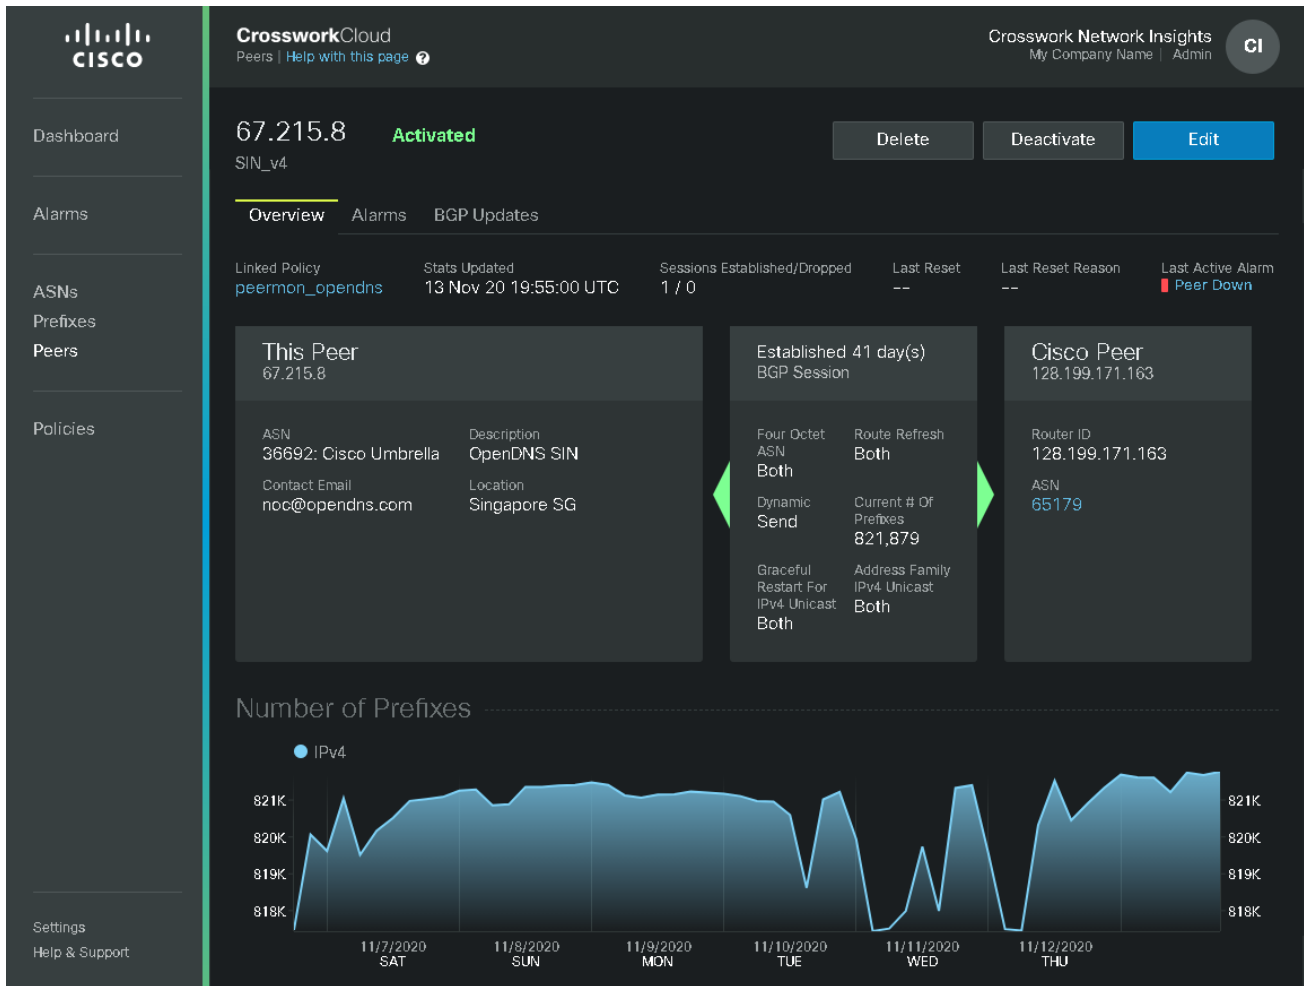 CISCO
CrossworkCloud
Peers | Help with this page ?
Crosswork Network Insights
My Company Name | Admin
CI
Dashboard
Alarms
ASNs
Prefixes
Peers
Policies
Settings
Help & Support
67.215.8
Activated
SIN_v4
Delete
Deactivate
Edit
Overview
Alarms
BGP Updates
Linked Policy
peermon_opendns
Stats Updated
13 Nov 20 19:55:00 UTC
Sessions Established/Dropped
1 / 0
Last Reset
--
Last Reset Reason
--
Last Active Alarm
Peer Down
This Peer
67.215.8
ASN
36692: Cisco Umbrella
Description
OpenDNS SIN
Contact Email
noc@opendns.com
Location
Singapore SG
Established 41 day(s)
BGP Session
Four Octet
ASN
Both
Route Refresh
Both
Dynamic
Send
Current # Of
Prefixes
821,879
Graceful
Restart For
IPv4 Unicast
Both
Address Family
IPv4 Unicast
Both
Cisco Peer
128.199.171.163
Router ID
128.199.171.163
ASN
65179
Number of Prefixes
IPv4
821K
820K
819K
818K
821K
820K
819K
818K
11/7/2020
SAT
11/8/2020
SUN
11/9/2020
MON
11/10/2020
TUE
11/11/2020
WED
11/12/2020
THU